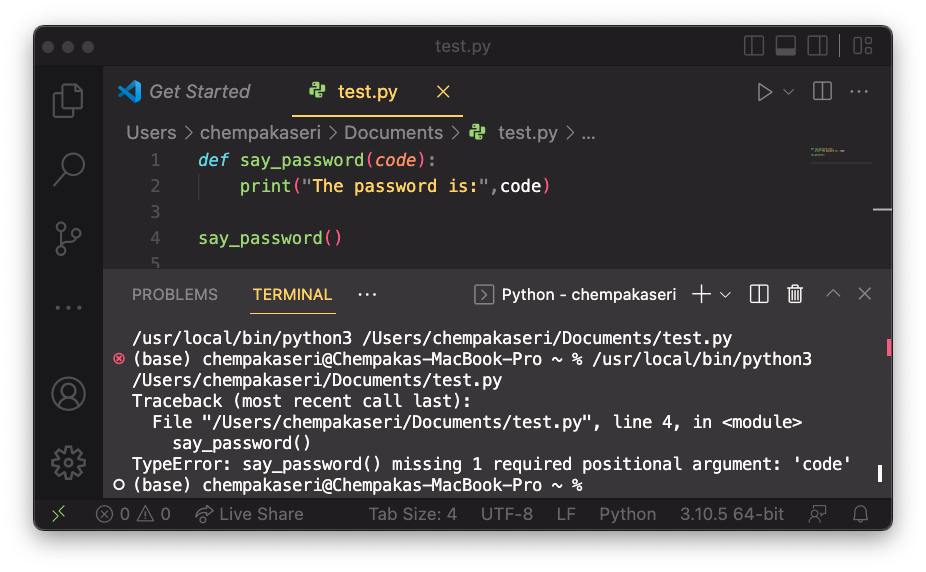 test.py
Get Started test.py
Users > chempakaseri > Documents > test.py > ...
1 def say_password(code):
2     print("The password is:",code)
3
4 say_password()
5
PROBLEMS TERMINAL ··· Python - chempakaseri
/usr/local/bin/python3 /Users/chempakaseri/Documents/test.py
(base) chempakaseri@Chempakas-MacBook-Pro ~ % /usr/local/bin/python3
/Users/chempakaseri/Documents/test.py
Traceback (most recent call last):
  File "/Users/chempakaseri/Documents/test.py", line 4, in <module>
    say_password()
TypeError: say_password() missing 1 required positional argument: 'code'
(base) chempakaseri@Chempakas-MacBook-Pro ~ %
0 0 Live Share Tab Size: 4 UTF-8 LF Python 3.10.5 64-bit